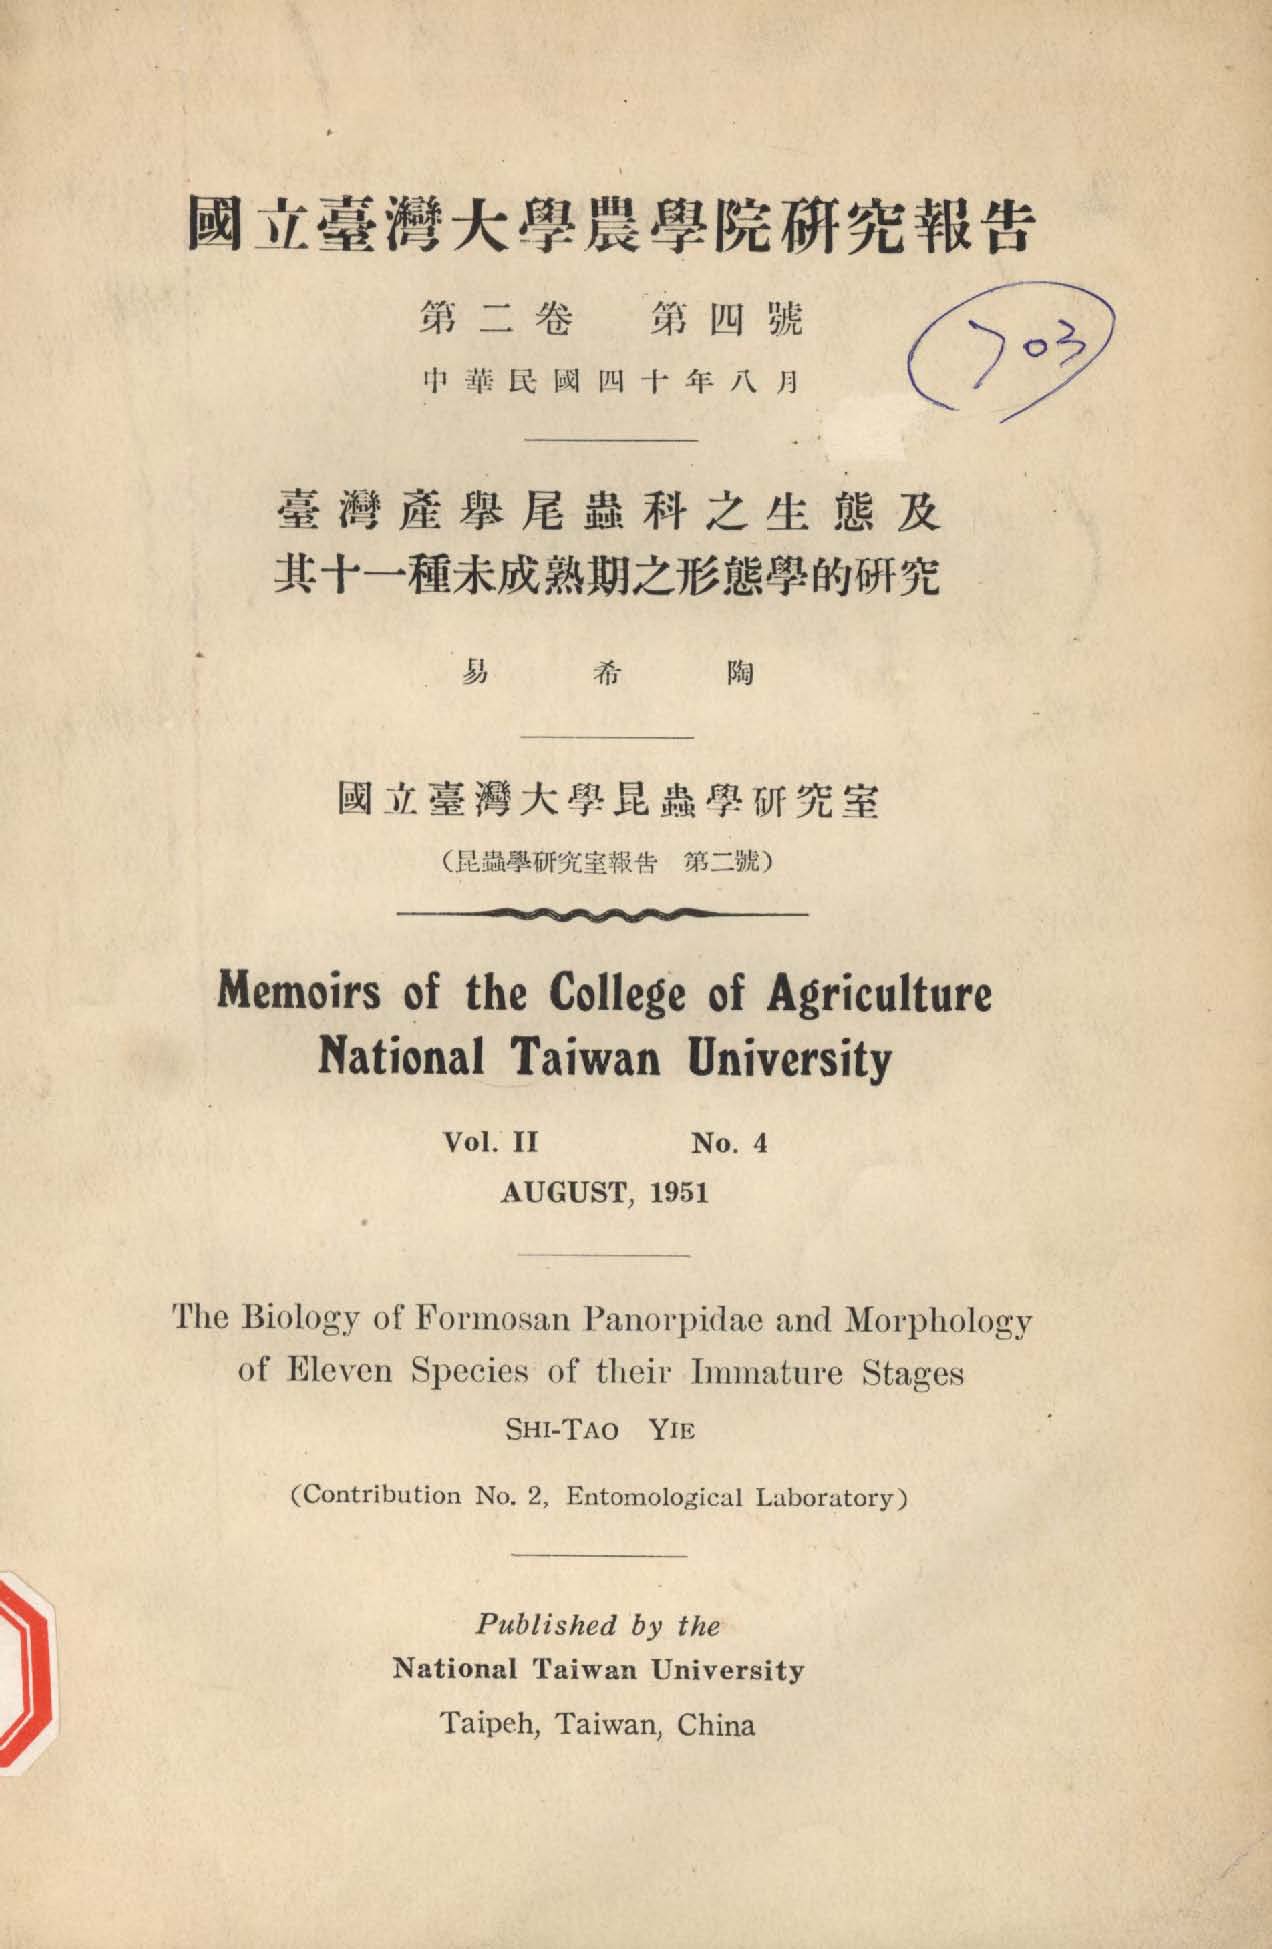 國立臺灣大學農學院研究報告
第二卷 第四號
703
中華民國四十年八月
臺灣產擧尾蟲科之生態及
其十一種未成熟期之形態學的研究
易希陶
國立臺灣大學昆蟲學研究室
(昆蟲學研究室報告 第二號)
Memoirs of the College of Agriculture
National Taiwan University
Vol. II No. 4
AUGUST, 1951
The Biology of Formosan Panorpidae and Morphology
of Eleven Species of their Immature Stages
SHI-TAO YIE
(Contribution No. 2, Entomological Laboratory)
Published by the
National Taiwan University
Taipeh, Taiwan, China